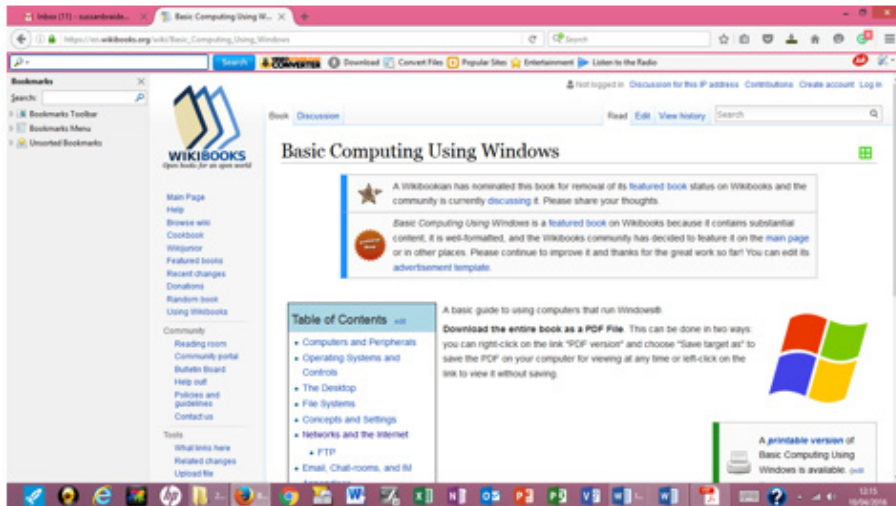 Inbox (11) - sussanbraide...
Basic Computing Using W...
https://en.wikibooks.org/wiki/Basic_Computing_Using_Windows
Search
Search
CONVERTER
Download
Convert Files
Popular Sites
Entertainment
Listen to the Radio
Bookmarks
Search:
Bookmarks Toolbar
Bookmarks Menu
Unsorted Bookmarks
WIKIBOOKS
Open books for an open world
Main Page
Help
Browse wiki
Cookbook
Wikijunior
Featured books
Recent changes
Donations
Random book
Using Wikibooks
Community
Reading room
Community portal
Bulletin Board
Help out!
Policies and
guidelines
Contact us
Tools
What links here
Related changes
Upload file
Not logged in Discussion for this IP address Contributions Create account Log in
Book Discussion
Read Edit View history
Search
Basic Computing Using Windows
A Wikibookian has nominated this book for removal of its featured book status on Wikibooks and the
community is currently discussing it. Please share your thoughts.
Basic Computing Using Windows is a featured book on Wikibooks because it contains substantial
content, it is well-formatted, and the Wikibooks community has decided to feature it on the main page
or in other places. Please continue to improve it and thanks for the great work so far! You can edit its
advertisement template.
Table of Contents edit
Computers and Peripherals
Operating Systems and
Controls
The Desktop
File Systems
Concepts and Settings
Networks and the Internet
FTP
Email, Chat-rooms, and IM
A basic guide to using computers that run Windows®
Download the entire book as a PDF File. This can be done in two ways:
you can right-click on the link "PDF version" and choose "Save
target as" to
save the PDF on your computer for viewing at any time or left-click on the
link to view it without saving.
A printable version of
Basic Computing Using
Windows is available. (edit
12:15
10/04/2016